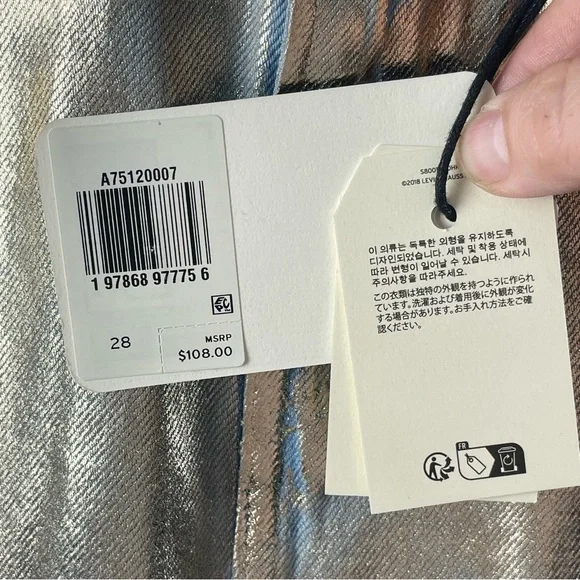 A75120007
1 97868 97775 6
28
MSRP
$108.00
©2018 LEVI
이 의류는 독특한 외형을 유지하도록
디자인되었습니다. 세탁 및 착용 상태에
따라 변형이 일어날 수 있습니다. 세탁시
주의사항을 따라주세요.
この衣類は独特の外観を持つように作られ
ています。洗濯および着用後に外観が変化
する場合があります。お手入れ方法をご確
認ください。
FR